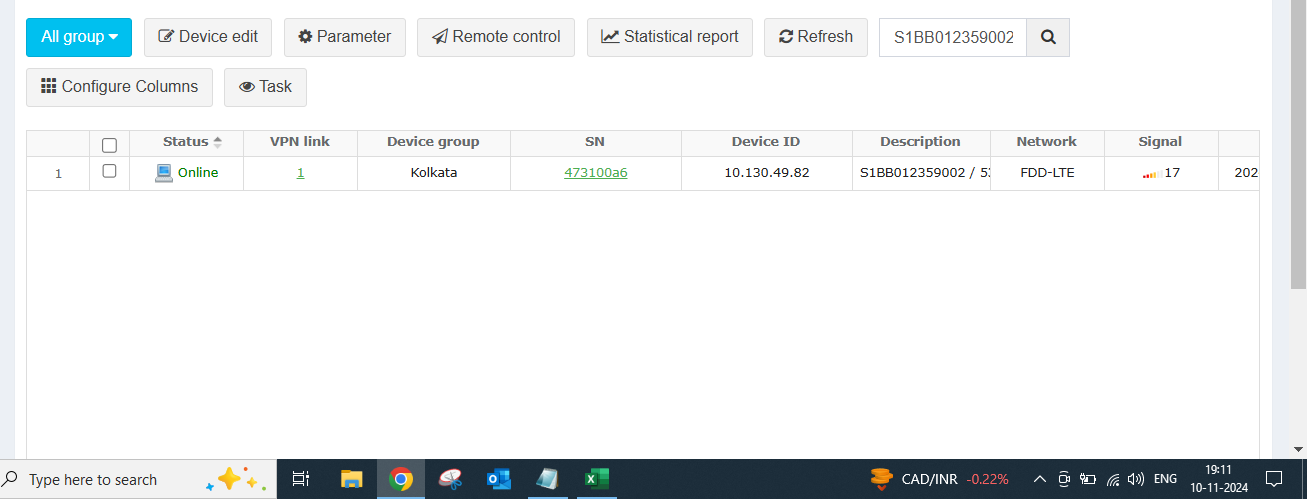 All group Device edit Parameter Remote control Statistical report Refresh S1BB012359002
Configure Columns Task
Status VPN link Device group SN Device ID Description Network Signal
1 Online 1 Kolkata 473100a6 10.130.49.82 S1BB012359002 / 5 FDD-LTE 17 202
Type here to search CAD/INR -0.22% ENG 19:11
10-11-2024